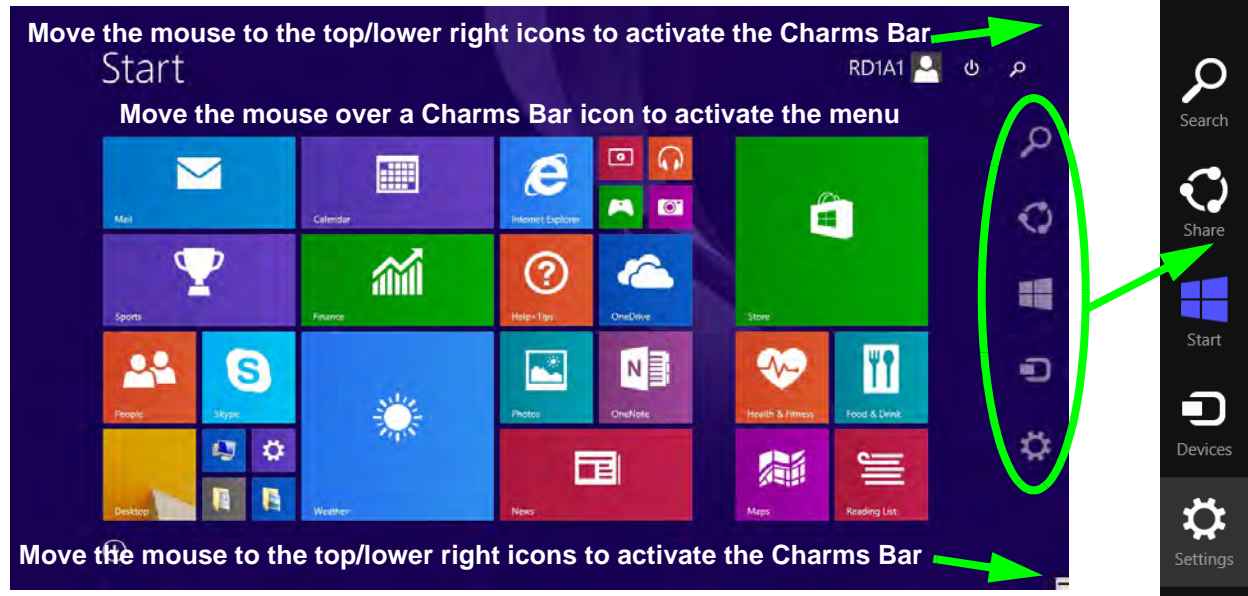 Move the mouse to the top/lower right icons to activate the Charms Bar
Start
RD1A1
Move the mouse over a Charms Bar icon to activate the menu
Mail
Calendar
Internet Explorer
Store
Sports
Finance
Help+Tips
OneDrive
People
Skype
Weather
Photos
OneNote
Health & Fitness
Food & Drink
Desktop
News
Maps
Reading List
Move the mouse to the top/lower right icons to activate the Charms Bar
Search
Share
Start
Devices
Settings